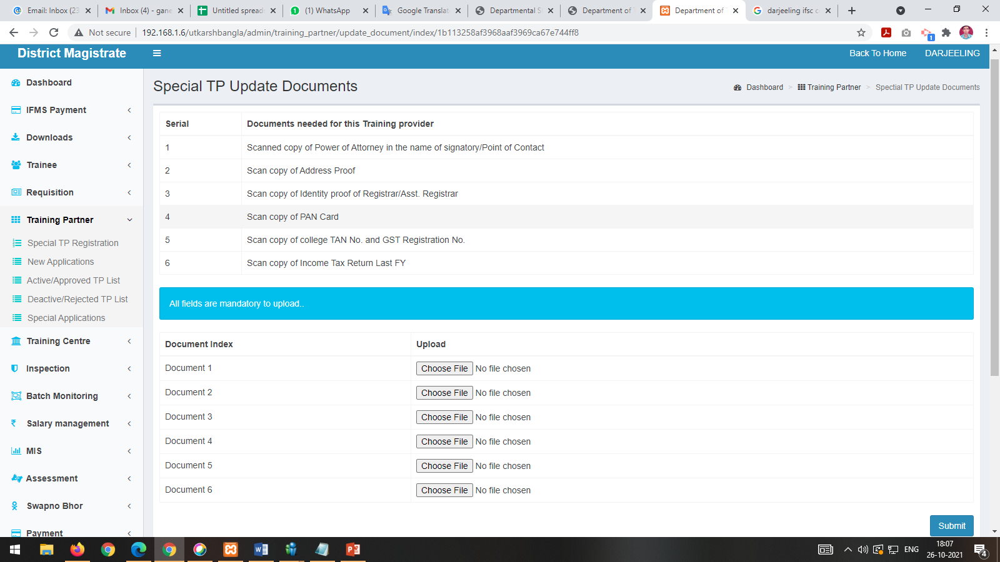 Email: Inbox (23
Inbox (4) - gane
Untitled spread
(1) WhatsApp
Google Translat
Departmental S
Department of
Department of T
darjeeling ifsc c
Not secure
192.168.1.6/utkarshbangla/admin/training_partner/update_document/index/1b113258af3968aaf3969ca67e744ff8
1
District Magistrate
Back To Home
DARJEELING
Dashboard
IFMS Payment
Downloads
Trainee
Requisition
Training Partner
Special TP Registration
New Applications
Active/Approved TP List
Deactive/Rejected TP List
Special Applications
Training Centre
Inspection
Batch Monitoring
Salary management
MIS
Assessment
Swapno Bhor
Payment
Special TP Update Documents
Dashboard > Training Partner > Spectial TP Update Documents
Serial Documents needed for this Training provider
1 Scanned copy of Power of Attorney in the name of signatory/Point of Contact
2 Scan copy of Address Proof
3 Scan copy of Identity proof of Registrar/Asst. Registrar
4 Scan copy of PAN Card
5 Scan copy of college TAN No. and GST Registration No.
6 Scan copy of Income Tax Return Last FY
All fields are mandatory to upload..
Document Index Upload
Document 1 Choose File No file chosen
Document 2 Choose File No file chosen
Document 3 Choose File No file chosen
Document 4 Choose File No file chosen
Document 5 Choose File No file chosen
Document 6 Choose File No file chosen
Submit
ENG
18:07
26-10-2021
4